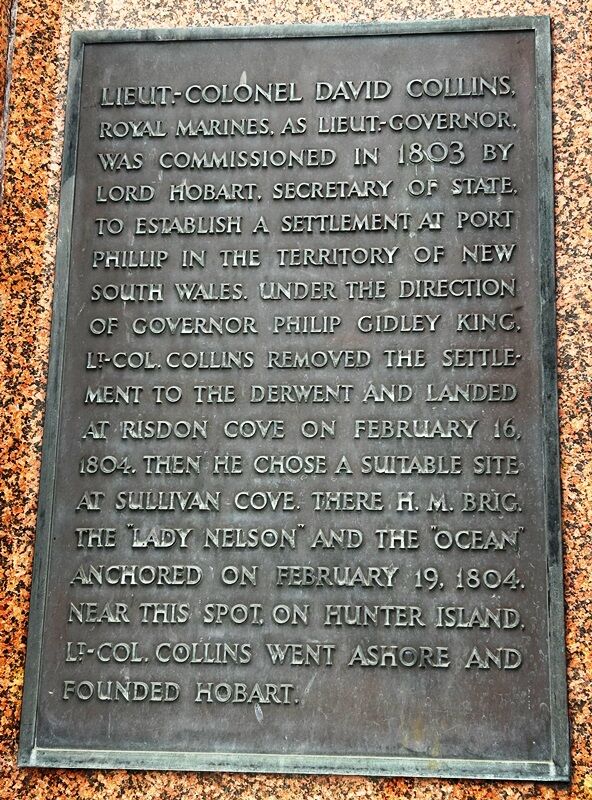 LIEUT.-COLONEL DAVID COLLINS,
ROYAL MARINES, AS LIEUT.-GOVERNOR,
WAS COMMISSIONED IN 1803 BY
LORD HOBART, SECRETARY OF STATE,
TO ESTABLISH A SETTLEMENT AT PORT
PHILLIP IN THE TERRITORY OF NEW
SOUTH WALES. UNDER THE DIRECTION
OF GOVERNOR PHILIP GIDLEY KING,
LT-COL. COLLINS REMOVED THE SETTLE-
MENT TO THE DERWENT AND LANDED
AT RISDON COVE ON FEBRUARY 16,
1804. THEN HE CHOSE A SUITABLE SITE
AT SULLIVAN COVE. THERE H. M. BRIG.
THE "LADY NELSON" AND THE "OCEAN"
ANCHORED ON FEBRUARY 19, 1804.
NEAR THIS SPOT, ON HUNTER ISLAND,
LT-COL. COLLINS WENT ASHORE AND
FOUNDED HOBART.